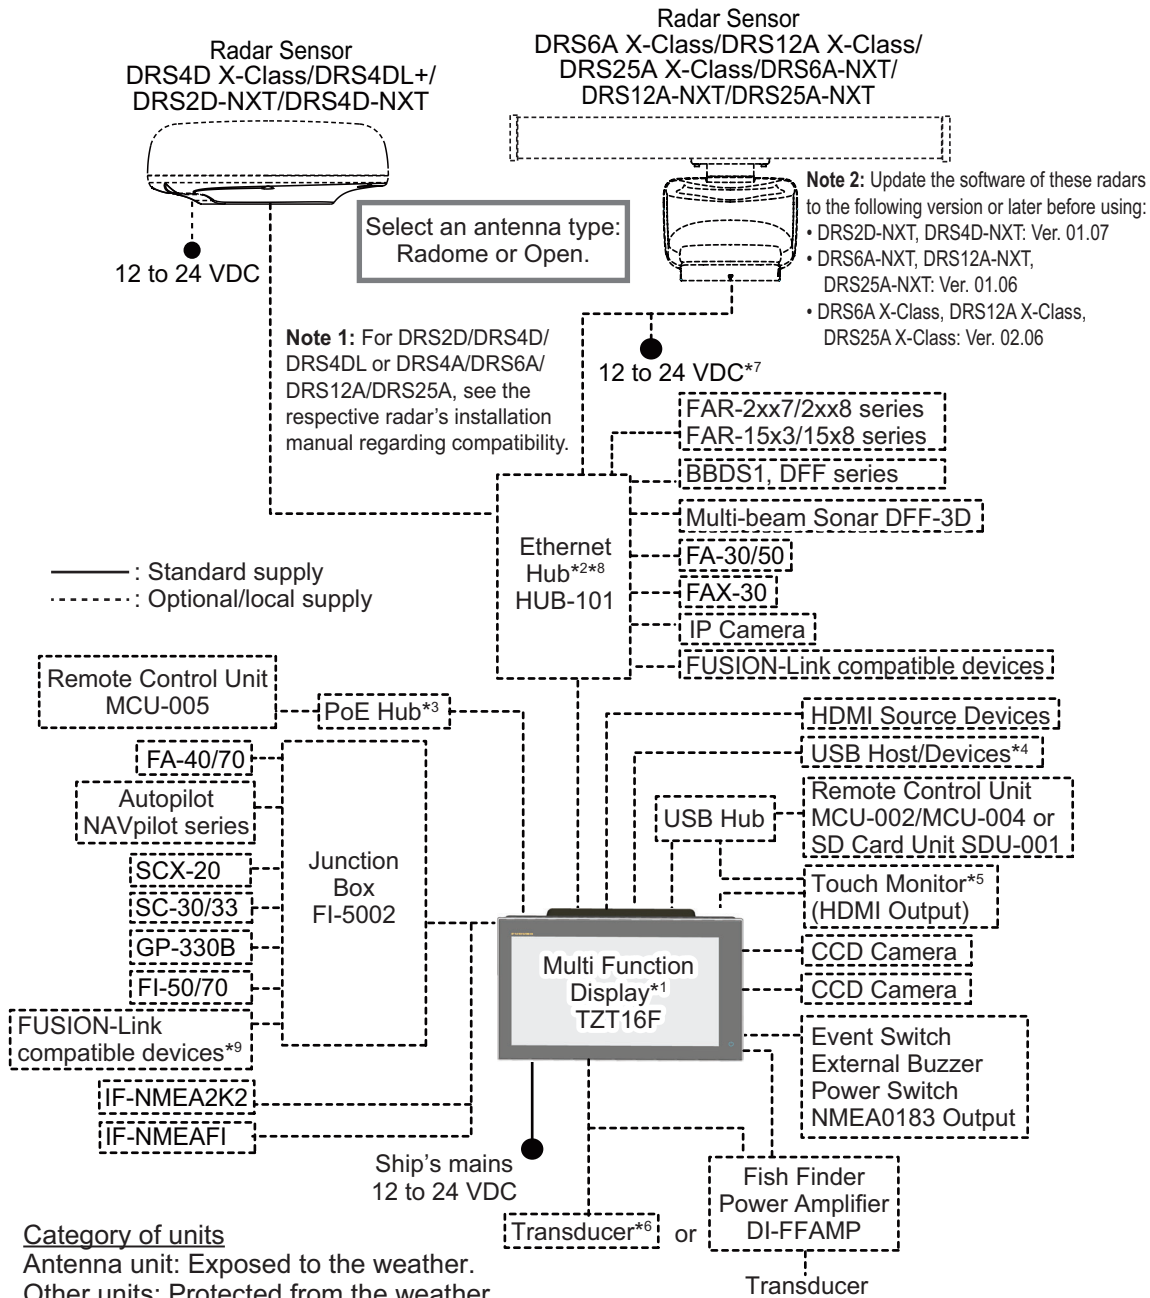 Radar Sensor
DRS4D X-Class/DRS4DL+/
DRS2D-NXT/DRS4D-NXT
Radar Sensor
DRS6A X-Class/DRS12A X-Class/
DRS25A X-Class/DRS6A-NXT/
DRS12A-NXT/DRS25A-NXT
Note 2: Update the software of these radars
to the following version or later before using:
• DRS2D-NXT, DRS4D-NXT: Ver. 01.07
• DRS6A-NXT, DRS12A-NXT,
DRS25A-NXT: Ver. 01.06
• DRS6A X-Class, DRS12A X-Class,
DRS25A X-Class: Ver. 02.06
Select an antenna type:
Radome or Open.
12 to 24 VDC
Note 1: For DRS2D/DRS4D/
DRS4DL or DRS4A/DRS6A/
DRS12A/DRS25A, see the
respective radar's installation
manual regarding compatibility.
12 to 24 VDC*7
FAR-2xx7/2xx8 series
FAR-15x3/15x8 series
BBDS1, DFF series
Multi-beam Sonar DFF-3D
FA-30/50
FAX-30
IP Camera
FUSION-Link compatible devices
Ethernet
Hub*2*8
HUB-101
: Standard supply
: Optional/local supply
Remote Control Unit
MCU-005
PoE Hub*3
HDMI Source Devices
USB Host/Devices*4
USB Hub
Remote Control Unit
MCU-002/MCU-004 or
SD Card Unit SDU-001
Touch Monitor*5
(HDMI Output)
CCD Camera
CCD Camera
Event Switch
External Buzzer
Power Switch
NMEA0183 Output
FA-40/70
Autopilot
NAVpilot series
SCX-20
SC-30/33
GP-330B
FI-50/70
FUSION-Link
compatible devices*9
IF-NMEA2K2
IF-NMEAFI
Junction
Box
FI-5002
Multi Function
Display*1
TZT16F
Ship's mains
12 to 24 VDC
Transducer*6
or
Fish Finder
Power Amplifier
DI-FFAMP
Transducer
Category of units
Antenna unit: Exposed to the weather.
Other units: Protected from the weather